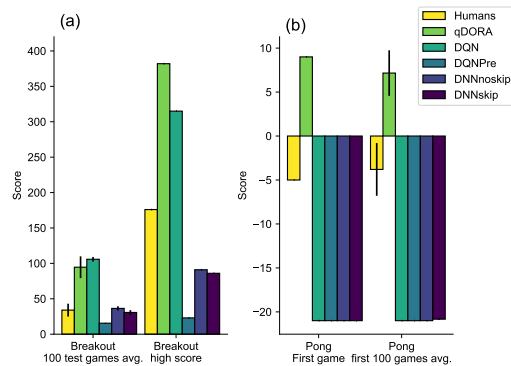 (a)
Score
400
350
300
250
200
150
100
50
0
Breakout
100 test games avg.
Breakout
high score
(b)
Score
10
5
0
−5
−10
−15
−20
Pong
First game
Pong
first 100 games avg.
Humans
qDORA
DQN
DQNPre
DNNnoskip
DNNskip